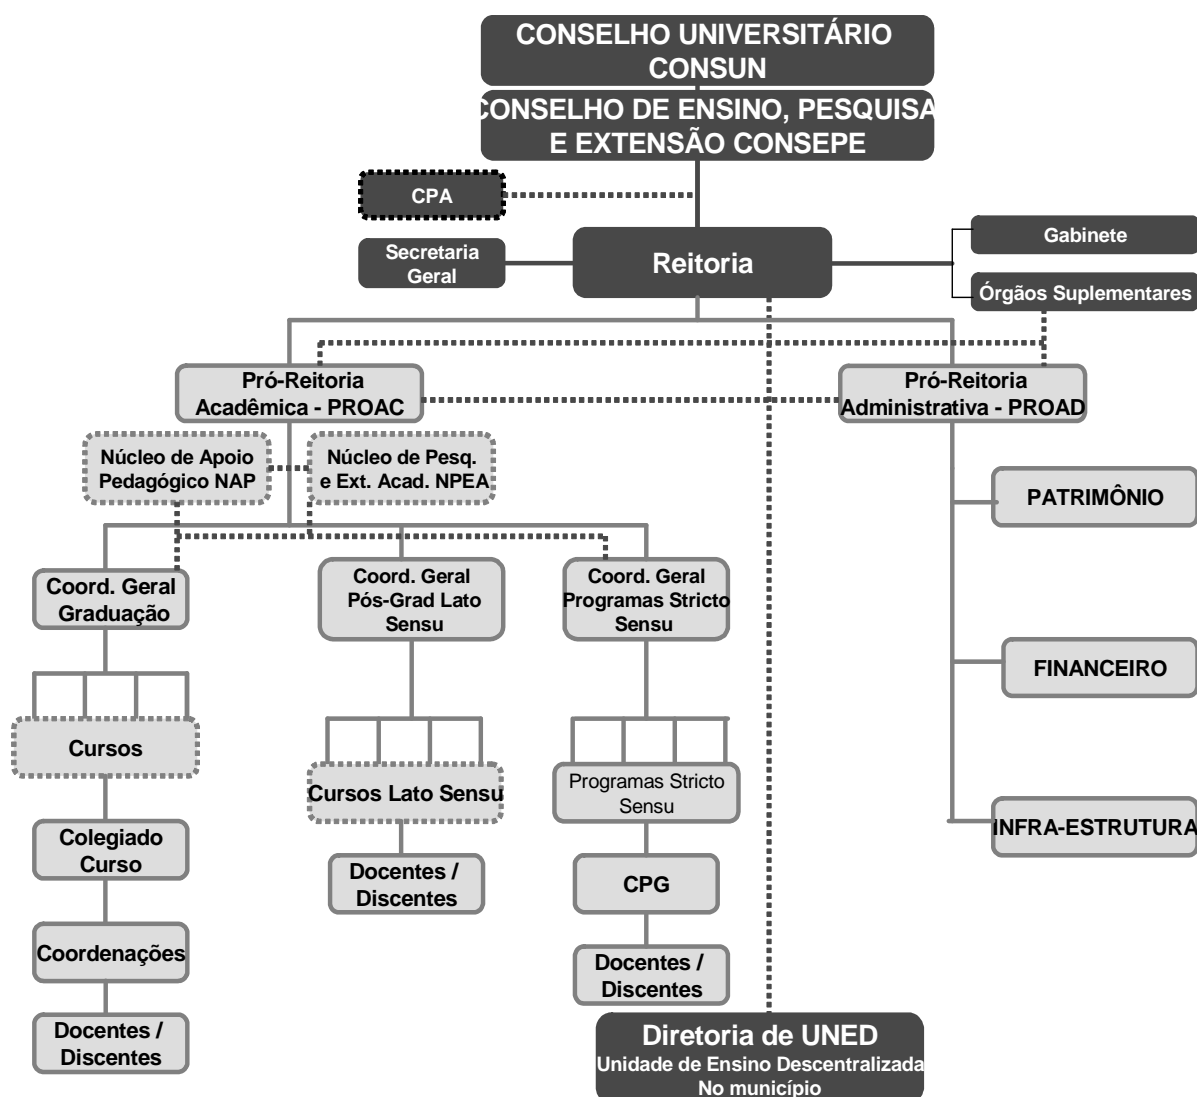 CONSELHO UNIVERSITÁRIO
CONSUN
CONSELHO DE ENSINO, PESQUISA
E EXTENSÃO CONSEPE
CPA
Secretaria
Geral
Reitoria
Gabinete
Órgãos Suplementares
Pró-Reitoria
Acadêmica - PROAC
Pró-Reitoria
Administrativa - PROAD
Núcleo de Apoio
Pedagógico NAP
Núcleo de Pesq.
e Ext. Acad. NPEA
PATRIMÔNIO
Coord. Geral
Graduação
Coord. Geral
Pós-Grad Lato
Sensu
Coord. Geral
Programas Stricto
Sensu
FINANCEIRO
Cursos
Cursos Lato Sensu
Programas Stricto
Sensu
INFRA-ESTRUTURA
Colegiado
Curso
Docentes /
Discentes
CPG
Coordenações
Docentes /
Discentes
Docentes /
Discentes
Diretoria de UNED
Unidade de Ensino Descentralizada
No município